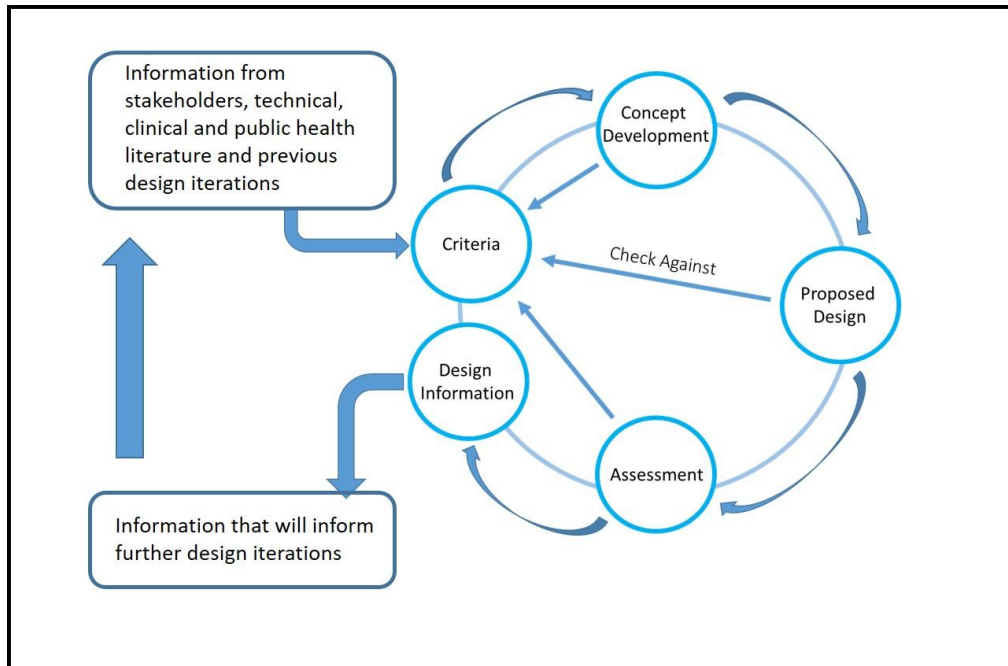 Information from
stakeholders, technical,
clinical and public health
literature and previous
design iterations
Concept
Development
Criteria
Check Against
Proposed
Design
Design
Information
Assessment
Information that will inform
further design iterations